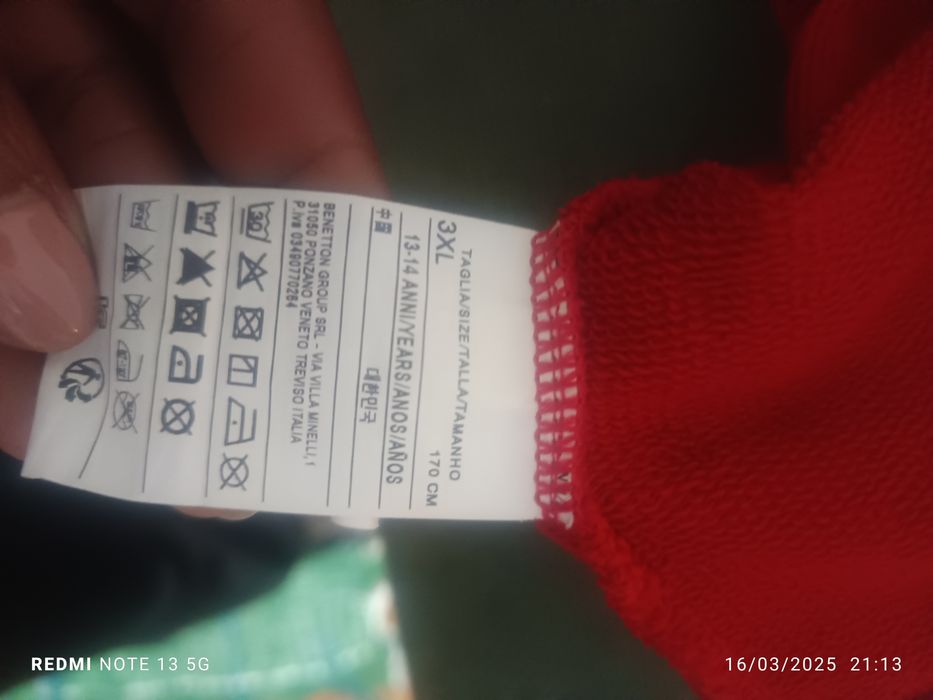 TAGLIA/SIZE/TALLA/TAMANHO
3XL 170 CM
13-14 ANNI/YEARS/ANOS/AÑOS
中国 대한민국
BENETTON GROUP SRL - VIA VILLA MINELLI,1
31050 PONZANO VENETO TREVISO ITALIA
P.Iva 03490770264
30
REDMI NOTE 13 5G
16/03/2025 21:13